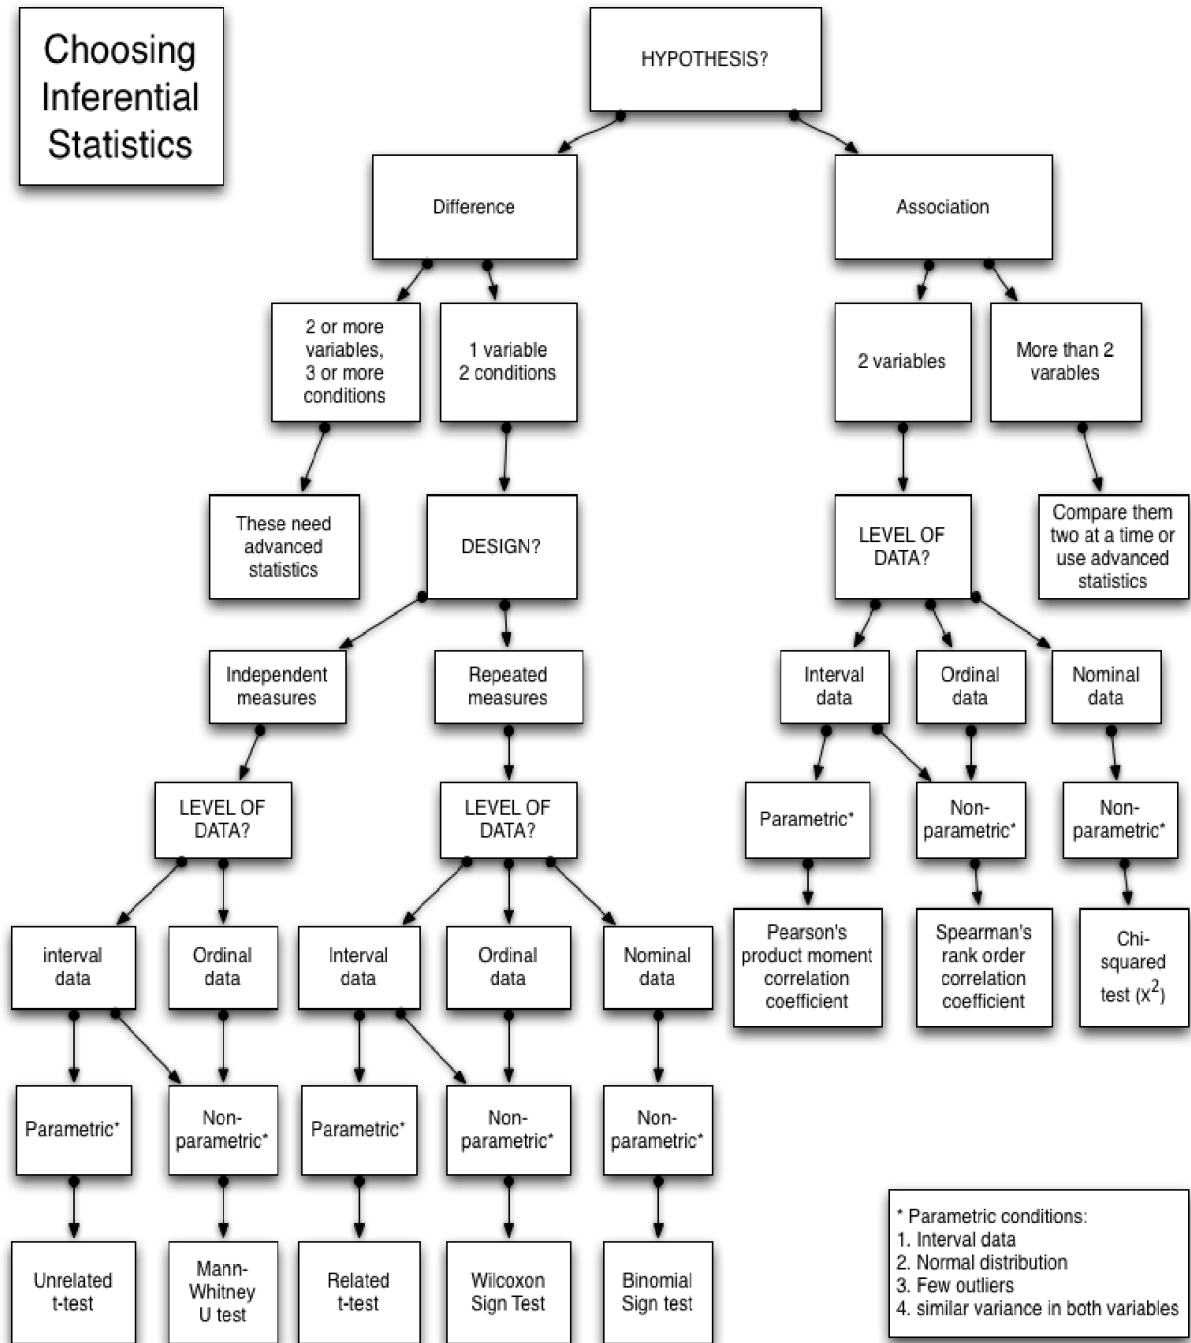 Choosing
Inferential
Statistics
HYPOTHESIS?
Difference
Association
2 or more
variables,
3 or more
conditions
1 variable
2 conditions
2 variables
More than 2
varables
These need
advanced
statistics
DESIGN?
LEVEL OF
DATA?
Compare them
two at a time or
use advanced
statistics
Independent
measures
Repeated
measures
Interval
data
Ordinal
data
Nominal
data
LEVEL OF
DATA?
LEVEL OF
DATA?
Parametric*
Non-
parametric*
Non-
parametric*
interval
data
Ordinal
data
Interval
data
Ordinal
data
Nominal
data
Pearson's
product moment
correlation
coefficient
Spearman's
rank order
correlation
coefficient
Chi-
squared
test (x²)
Parametric*
Non-
parametric*
Parametric*
Non-
parametric*
Non-
parametric*
Unrelated
t-test
Mann-
Whitney
U test
Related
t-test
Wilcoxon
Sign Test
Binomial
Sign test
* Parametric conditions:
1. Interval data
2. Normal distribution
3. Few outliers
4. similar variance in both variables